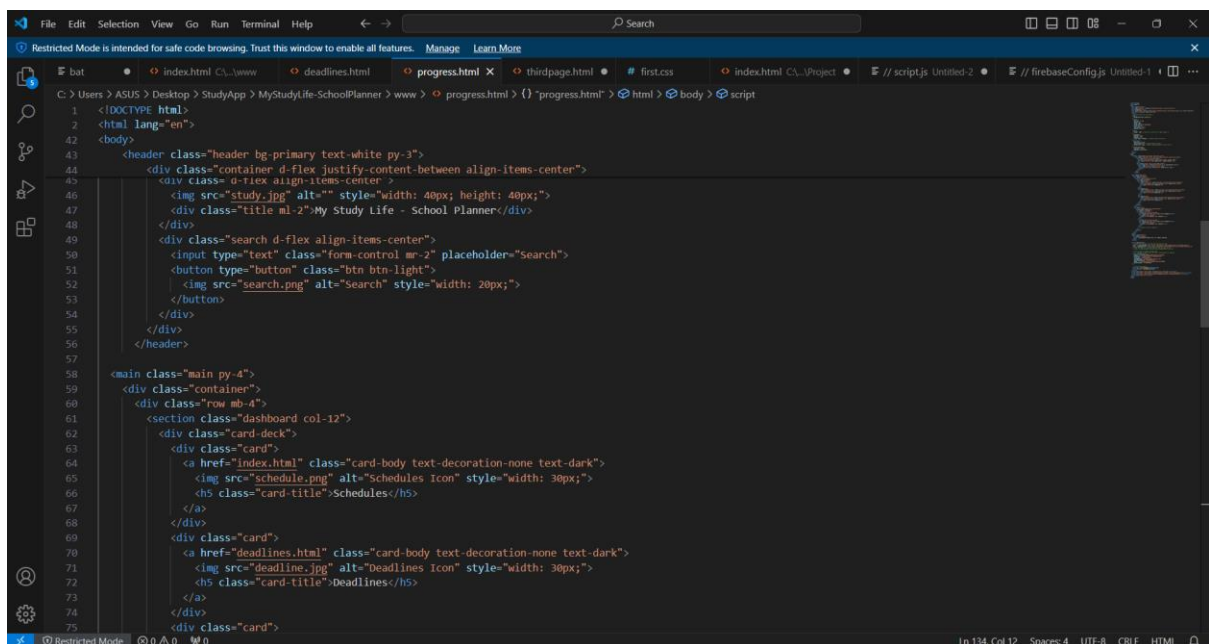 File Edit Selection View Go Run Terminal Help
Search
Restricted Mode is intended for safe code browsing. Trust this window to enable all features. Manage Learn More
bat index.html C:\...\www deadlines.html progress.html thirdpage.html # first.css index.html C:\...\Project // script.js Untitled-2 // firebaseConfig.js Untitled-1
C: > Users > ASUS > Desktop > StudyApp > MyStudyLife-SchoolPlanner > www > progress.html > {} "progress.html" > html > body > script
1 <!DOCTYPE html>
2 <html lang="en">
42 <body>
43 <header class="header bg-primary text-white py-3">
44 <div class="container d-flex justify-content-between align-items-center">
45 <div class="d-flex align-items-center">
46 <img src="study.jpg" alt="" style="width: 40px; height: 40px;">
47 <div class="title ml-2">My Study Life - School Planner</div>
48 </div>
49 <div class="search d-flex align-items-center">
50 <input type="text" class="form-control mr-2" placeholder="Search">
51 <button type="button" class="btn btn-light">
52 <img src="search.png" alt="Search" style="width: 20px;">
53 </button>
54 </div>
55 </div>
56 </header>
57
58 <main class="main py-4">
59 <div class="container">
60 <div class="row mb-4">
61 <section class="dashboard col-12">
62 <div class="card-deck">
63 <div class="card">
64 <a href="index.html" class="card-body text-decoration-none text-dark">
65 <img src="schedule.png" alt="Schedules Icon" style="width: 30px;">
66 <h5 class="card-title">Schedules</h5>
67 </a>
68 </div>
69 <div class="card">
70 <a href="deadlines.html" class="card-body text-decoration-none text-dark">
71 <img src="deadline.jpg" alt="Deadlines Icon" style="width: 30px;">
72 <h5 class="card-title">Deadlines</h5>
73 </a>
74 </div>
75 <div class="card">
Restricted Mode 0 0 0 Ln 134, Col 12 Spaces: 4 UTF-8 CRLF HTML